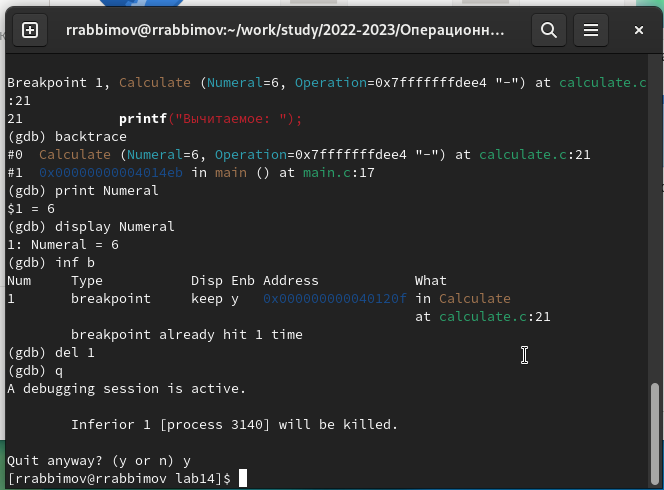 rrabbimov@rrabbimov:~/work/study/2022-2023/Операционн...
Breakpoint 1, Calculate (Numeral=6, Operation=0x7fffffffdee4 "-") at calculate.c
:21
21 printf("Вычитаемое: ");
(gdb) backtrace
#0 Calculate (Numeral=6, Operation=0x7fffffffdee4 "-") at calculate.c:21
#1 0x00000000004014eb in main () at main.c:17
(gdb) print Numeral
$1 = 6
(gdb) display Numeral
1: Numeral = 6
(gdb) inf b
Num Type Disp Enb Address What
1 breakpoint keep y 0x000000000040120f in Calculate
at calculate.c:21
breakpoint already hit 1 time
(gdb) del 1
(gdb) q
A debugging session is active.
Inferior 1 [process 3140] will be killed.
Quit anyway? (y or n) y
[rrabbimov@rrabbimov lab14]$